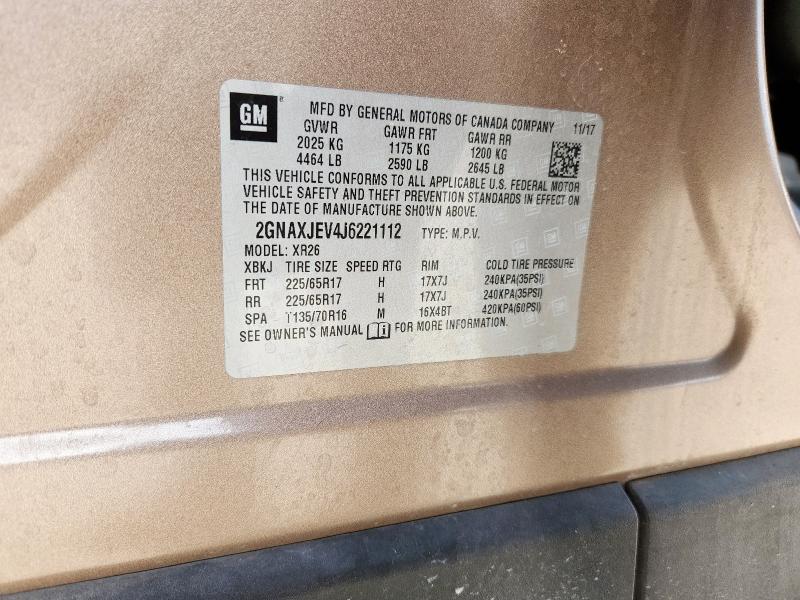 GM
MFD BY GENERAL MOTORS OF CANADA COMPANY 11/17
GVWR GAWR FRT GAWR RR
2025 KG 1175 KG 1200 KG
4464 LB 2590 LB 2645 LB
THIS VEHICLE CONFORMS TO ALL APPLICABLE U.S. FEDERAL MOTOR
VEHICLE SAFETY AND THEFT PREVENTION STANDARDS IN EFFECT ON
THE DATE OF MANUFACTURE SHOWN ABOVE.
2GNAXJEV4J6221112 TYPE: M.P.V.
MODEL: XR26
XBKJ TIRE SIZE SPEED RTG RIM COLD TIRE PRESSURE
FRT 225/65R17 H 17X7J 240KPA(35PSI)
RR 225/65R17 H 17X7J 240KPA(35PSI)
SPA T135/70R16 M 16X4BT 420KPA(60PSI)
SEE OWNER'S MANUAL FOR MORE INFORMATION.